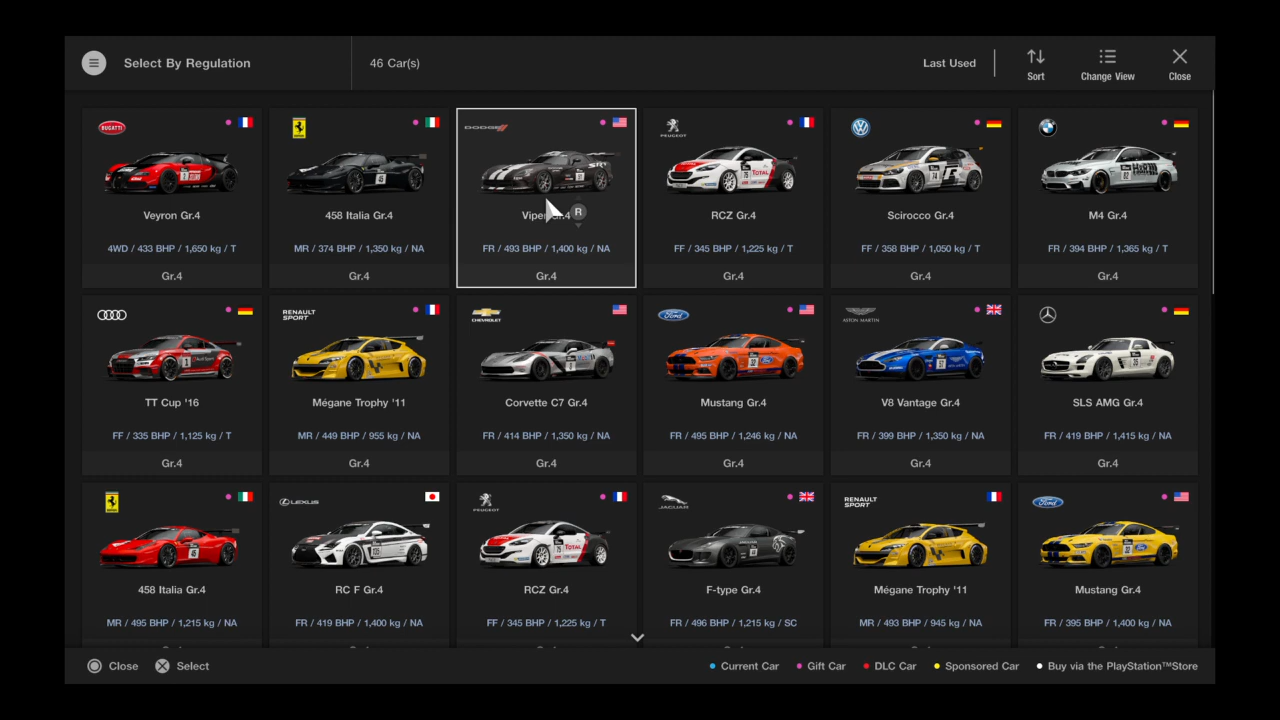 Select By Regulation
46 Car(s)
Last Used
Sort
Change View
Close
BUGATTI
Veyron Gr.4
4WD / 433 BHP / 1,650 kg / T
Gr.4
458 Italia Gr.4
MR / 374 BHP / 1,350 kg / NA
Gr.4
DODGE
SRT
R
FR / 493 BHP / 1,400 kg / NA
Gr.4
PEUGEOT
TOTAL
RCZ Gr.4
FF / 345 BHP / 1,225 kg / T
Gr.4
Scirocco Gr.4
FF / 358 BHP / 1,050 kg / T
Gr.4
M4 Gr.4
FR / 394 BHP / 1,365 kg / T
Gr.4
TT Cup '16
FF / 335 BHP / 1,125 kg / T
Gr.4
RENAULT
SPORT
Mégane Trophy '11
MR / 449 BHP / 955 kg / NA
Gr.4
CHEVROLET
Corvette C7 Gr.4
FR / 414 BHP / 1,350 kg / NA
Gr.4
Ford
Mustang Gr.4
FR / 495 BHP / 1,246 kg / NA
Gr.4
ASTON MARTIN
V8 Vantage Gr.4
FR / 399 BHP / 1,350 kg / NA
Gr.4
SLS AMG Gr.4
FR / 419 BHP / 1,415 kg / NA
Gr.4
458 Italia Gr.4
MR / 495 BHP / 1,215 kg / NA
LEXUS
RC F Gr.4
FR / 419 BHP / 1,400 kg / NA
PEUGEOT
TOTAL
RCZ Gr.4
FF / 345 BHP / 1,225 kg / T
JAGUAR
F-type Gr.4
FR / 496 BHP / 1,215 kg / SC
RENAULT
SPORT
Mégane Trophy '11
MR / 493 BHP / 945 kg / NA
Ford
Mustang Gr.4
FR / 395 BHP / 1,400 kg / NA
Close
Select
Current Car
Gift Car
DLC Car
Sponsored Car
Buy via the PlayStation™Store